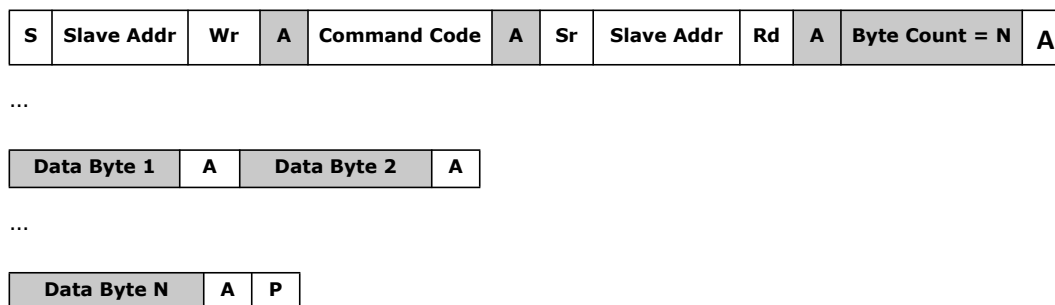 S Slave Addr Wr A Command Code A Sr Slave Addr Rd A Byte Count = N A
...
Data Byte 1 A Data Byte 2 A
...
Data Byte N A P